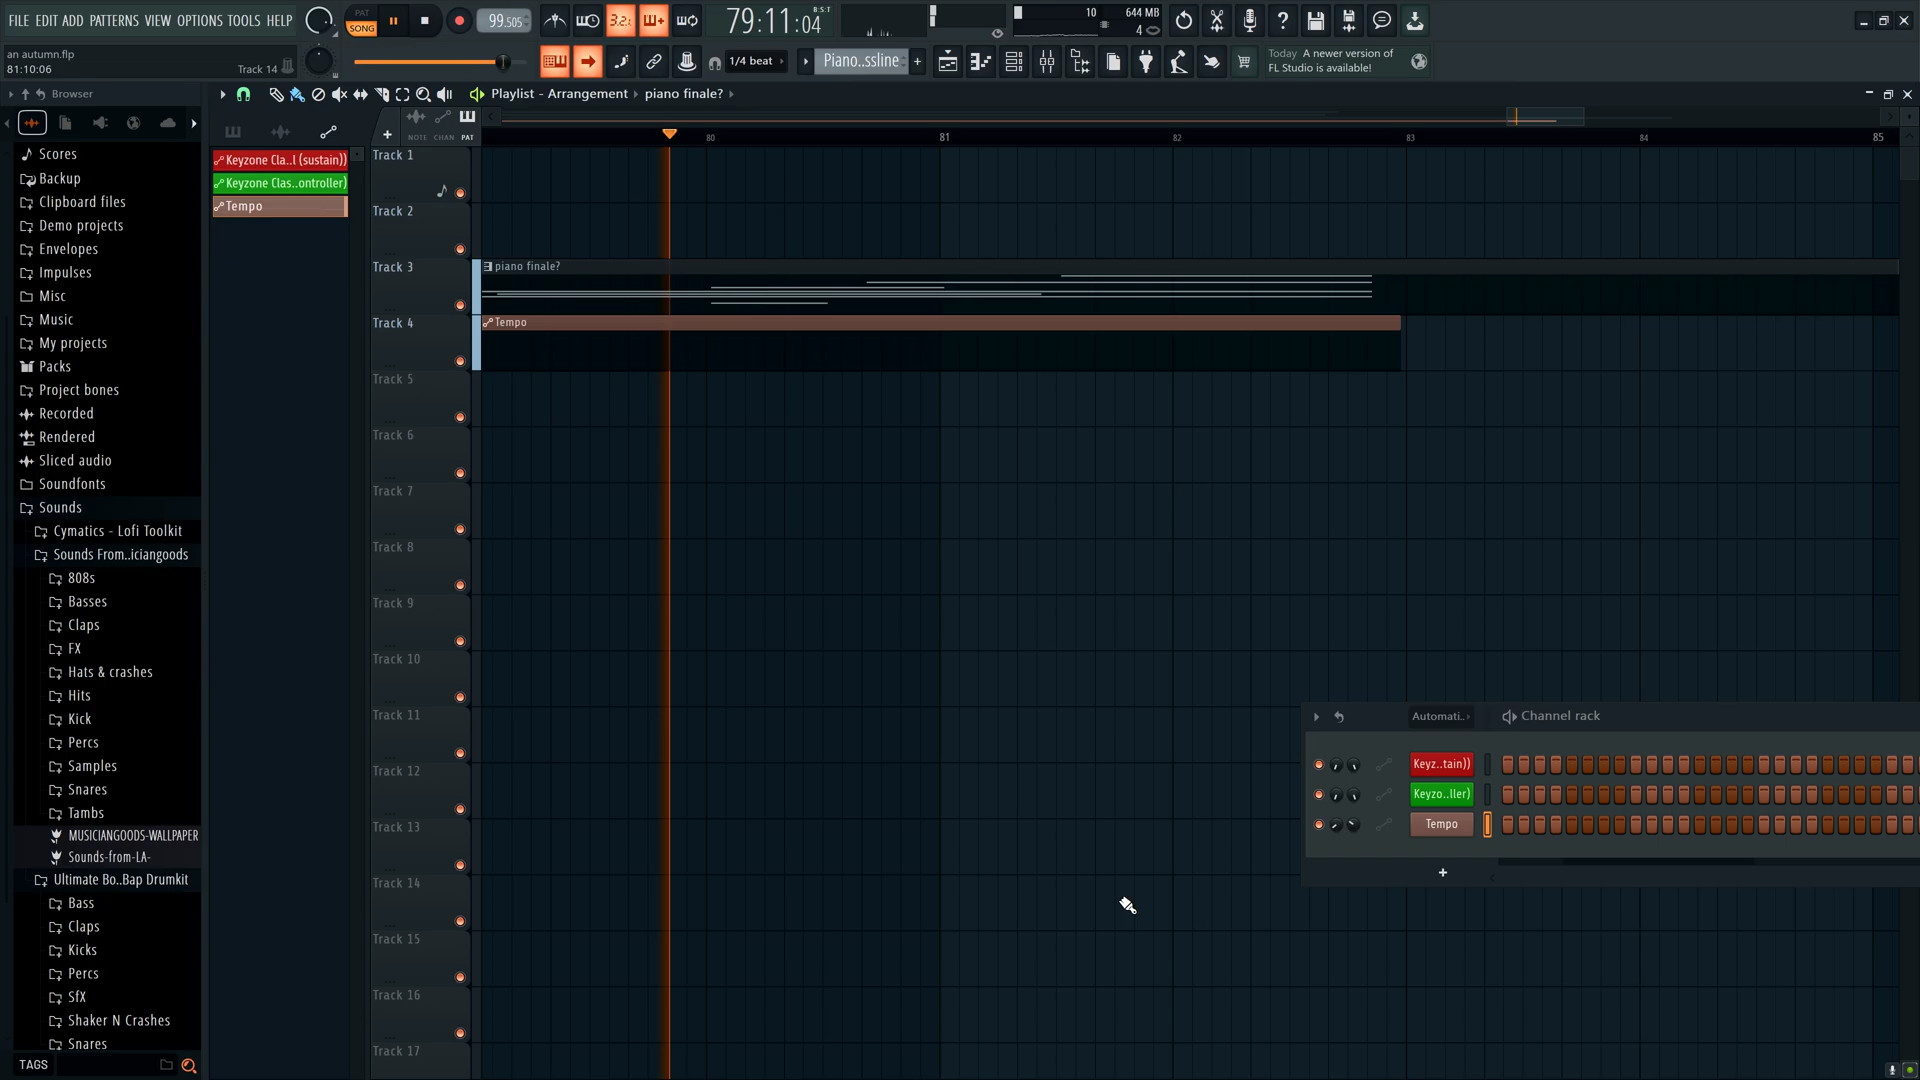 FILE EDIT ADD PATTERNS VIEW OPTIONS TOOLS HELP
PAT
SONG
99.505
3.2.
79:11:04
B:S:T
10
644 MB
4
an autumn.flp
81:10:06
Track 14
1/4 beat
Piano..ssline
Today A newer version of
FL Studio is available!
Browser
Playlist - Arrangement
piano finale?
NOTE
CHAN
PAT
80
81
82
83
84
85
Scores
Backup
Clipboard files
Demo projects
Envelopes
Impulses
Misc
Music
My projects
Packs
Project bones
Recorded
Rendered
Sliced audio
Soundfonts
Sounds
Cymatics - Lofi Toolkit
Sounds From..iciangoods
808s
Basses
Claps
FX
Hats & crashes
Hits
Kick
Percs
Samples
Snares
Tambs
MUSICIANGOODS-WALLPAPER
Sounds-from-LA-
Ultimate Bo..Bap Drumkit
Bass
Claps
Kicks
Percs
SfX
Shaker N Crashes
Snares
TAGS
Keyzone Cla..l (sustain))
Keyzone Clas..ontroller)
Tempo
Track 1
Track 2
Track 3
Track 4
Track 5
Track 6
Track 7
Track 8
Track 9
Track 10
Track 11
Track 12
Track 13
Track 14
Track 15
Track 16
Track 17
piano finale?
Tempo
Automati..
Channel rack
Keyz..tain))
Keyzo..ller)
Tempo